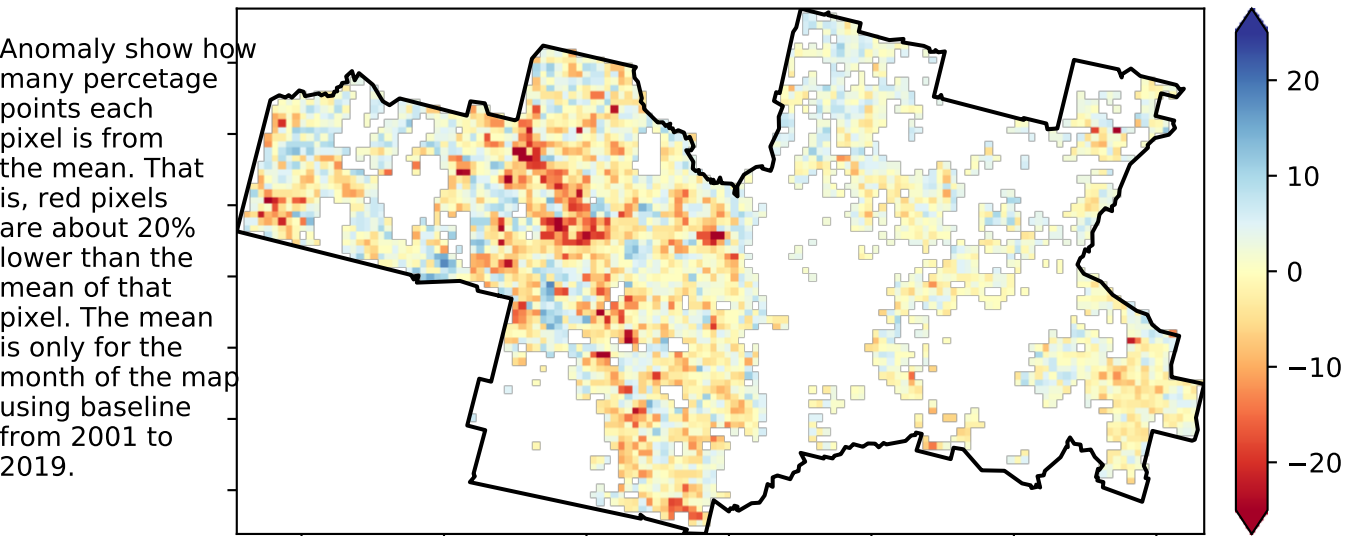 Anomaly show how
many percetage
points each
pixel is from
the mean. That
is, red pixels
are about 20%
lower than the
mean of that
pixel. The mean
is only for the
month of the map
using baseline
from 2001 to
2019.
20
10
0
−10
−20